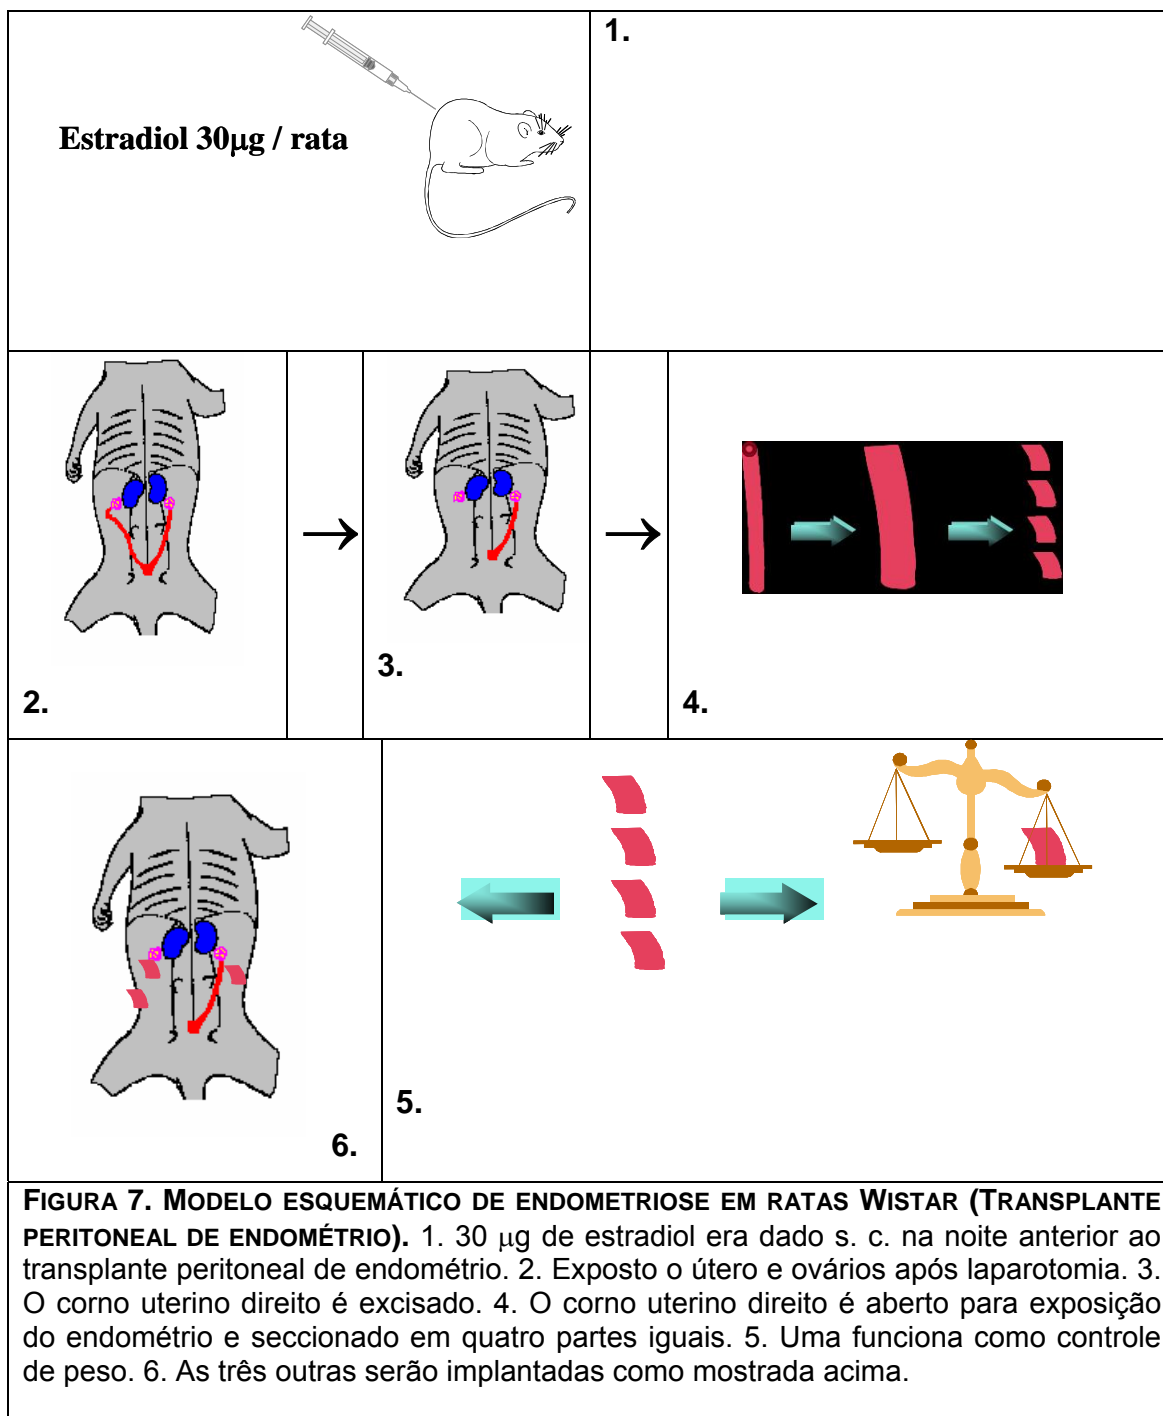 Estradiol 30μg / rata
1.
2.
→
3.
→
4.
6.
5.
FIGURA 7. MODELO ESQUEMÁTICO DE ENDOMETRIOSE EM RATAS WISTAR (TRANSPLANTE
PERITONEAL DE ENDOMÉTRIO). 1. 30 μg de estradiol era dado s. c. na noite anterior ao
transplante peritoneal de endométrio. 2. Exposto o útero e ovários após laparotomia. 3.
O corno uterino direito é excisado. 4. O corno uterino direito é aberto para exposição
do endométrio e seccionado em quatro partes iguais. 5. Uma funciona como controle
de peso. 6. As três outras serão implantadas como mostrada acima.